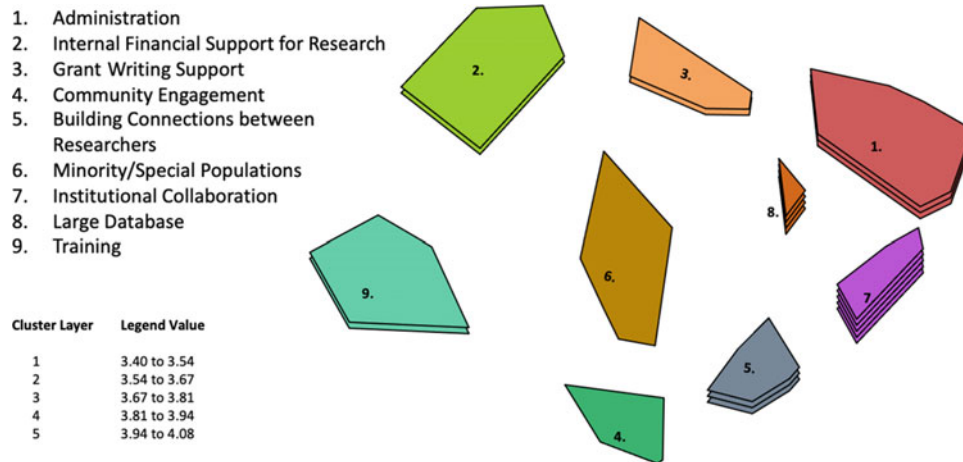 1. Administration
2. Internal Financial Support for Research
3. Grant Writing Support
4. Community Engagement
5. Building Connections between
Researchers
6. Minority/Special Populations
7. Institutional Collaboration
8. Large Database
9. Training
Cluster Layer Legend Value
1 3.40 to 3.54
2 3.54 to 3.67
3 3.67 to 3.81
4 3.81 to 3.94
5 3.94 to 4.08
2.
3.
1.
8.
6.
9.
7.
5.
4.